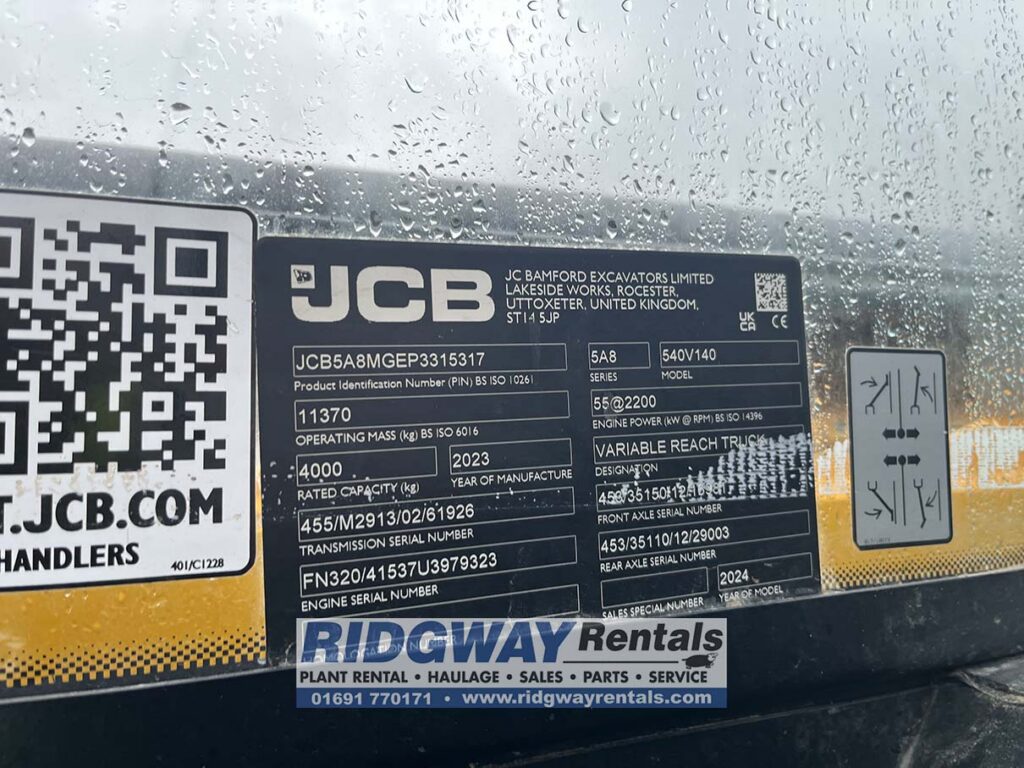 T.JCB.COM
HANDLERS
401/C1228
JCB
JC BAMFORD EXCAVATORS LIMITED
LAKESIDE WORKS, ROCESTER,
UTTOXETER, UNITED KINGDOM,
ST14 5JP
UK
CA
CE
JCB5A8MGEP3315317
Product Identification Number (PIN) BS ISO 10261
5A8
SERIES
540V140
MODEL
11370
OPERATING MASS (kg) BS ISO 6016
55@2200
ENGINE POWER (kW @ RPM) BS ISO 14396
4000
RATED CAPACITY (kg)
2023
YEAR OF MANUFACTURE
VARIABLE REACH TRUCK
DESIGNATION
455/M2913/02/61926
TRANSMISSION SERIAL NUMBER
FRONT AXLE SERIAL NUMBER
FN320/41537U3979323
ENGINE SERIAL NUMBER
453/35110/12/29003
REAR AXLE SERIAL NUMBER
SALES SPECIAL NUMBER
2024
YEAR OF MODEL
HOMOLOGATION NUMBER
RIDGWAY Rentals
PLANT RENTAL • HAULAGE • SALES • PARTS • SERVICE
01691 770171 • www.ridgwayrentals.com